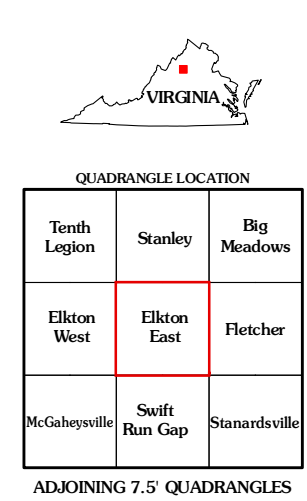 VIRGINIA
QUADRANGLE LOCATION
Tenth
Legion
Stanley
Big
Meadows
Elkton
West
Elkton
East
Fletcher
McGaheysville
Swift
Run Gap
Stanardsville
ADJOINING 7.5' QUADRANGLES